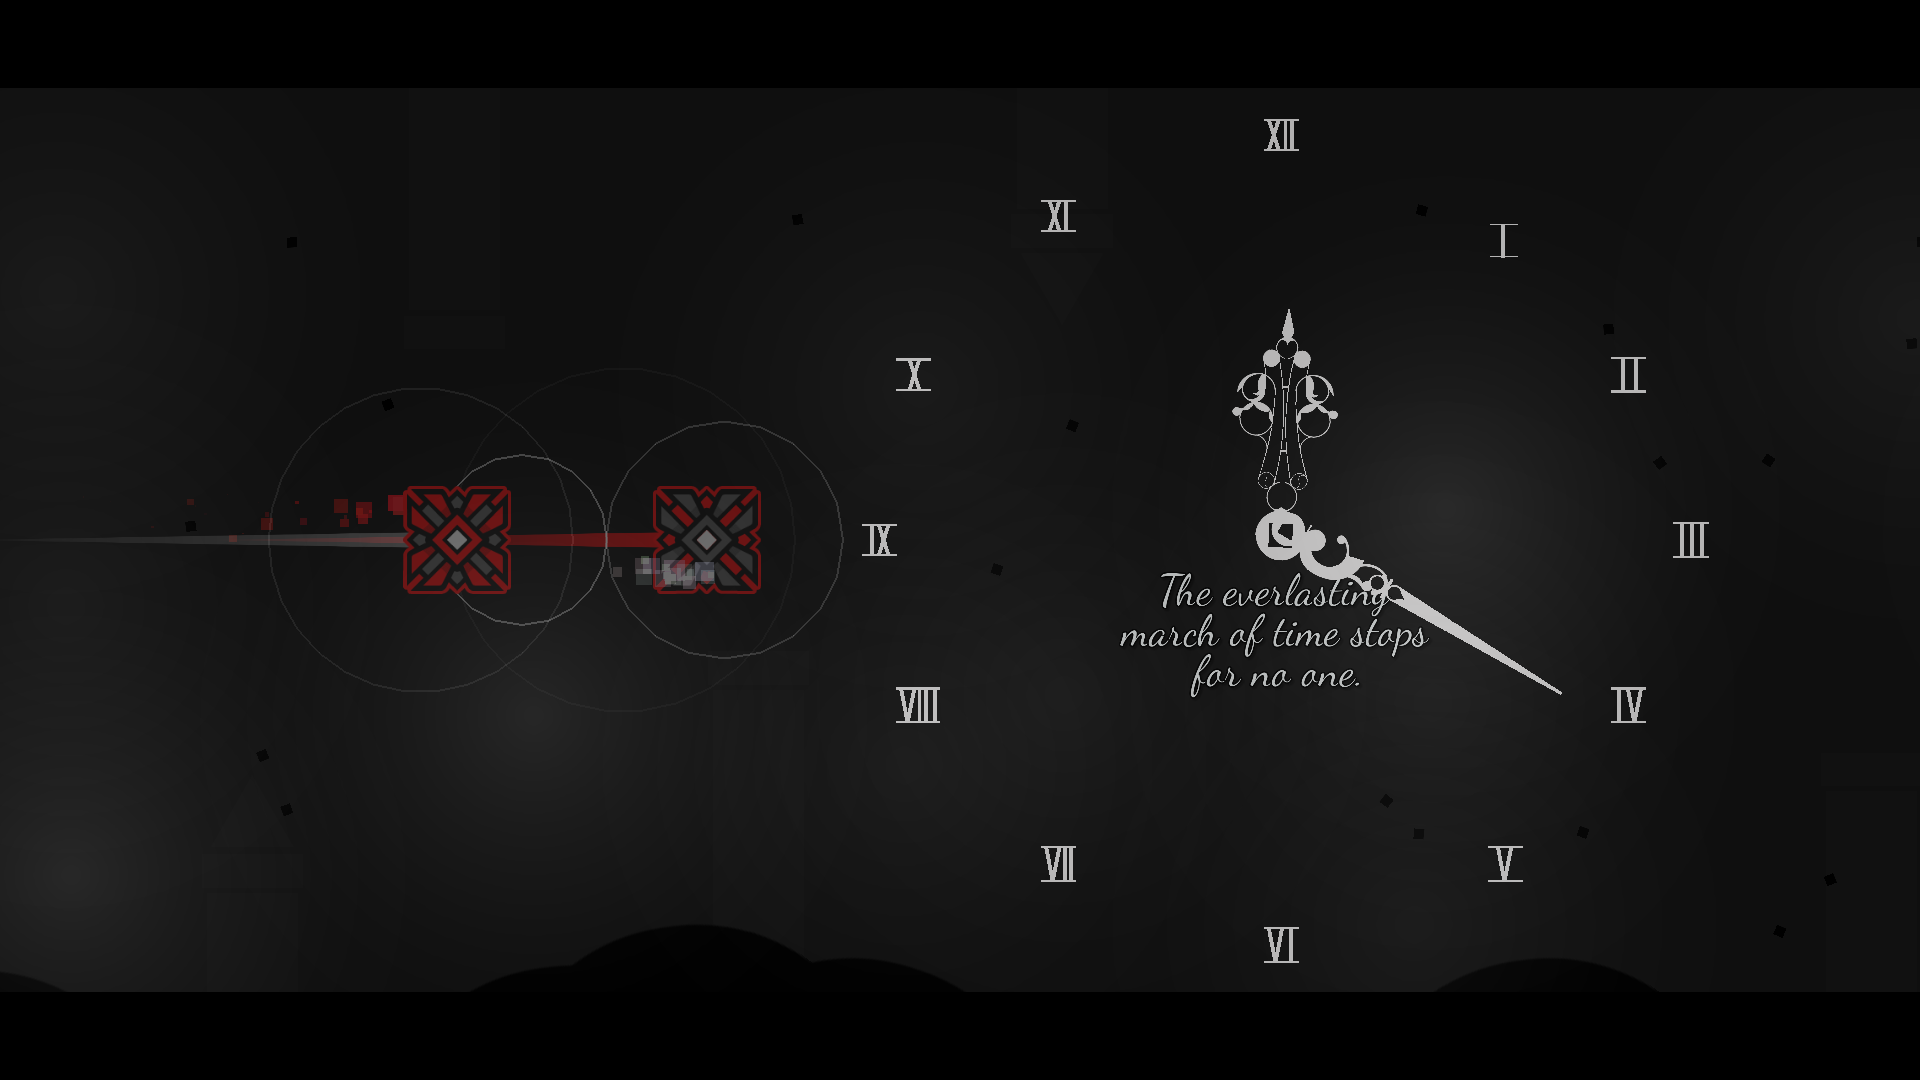 XII
XI
I
X
II
IX
III
The everlasting
march of time stops
for no one.
VIII
IV
VII
V
VI